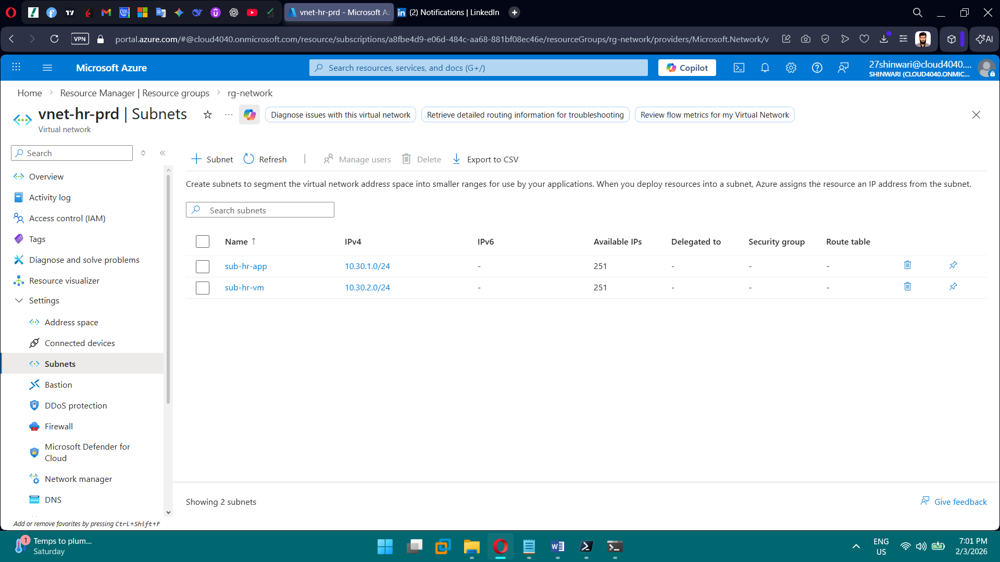 vnet-hr-prd - Microsoft Az
(2) Notifications | LinkedIn
VPN
portal.azure.com/#@cloud4040.onmicrosoft.com/resource/subscriptions/a8fbe4d9-e06d-484c-aa68-881bf08ec46e/resourceGroups/rg-network/providers/Microsoft.Network/v
AI
Microsoft Azure
Search resources, services, and docs (G+/)
Copilot
27shinwari@cloud4040....
SHINWARI (CLOUD4040.ONMIC...
Home
Resource Manager | Resource groups
rg-network
vnet-hr-prd | Subnets
Virtual network
Diagnose issues with this virtual network
Retrieve detailed routing information for troubleshooting
Review flow metrics for my Virtual Network
Search
Subnet
Refresh
Manage users
Delete
Export to CSV
Overview
Activity log
Access control (IAM)
Tags
Diagnose and solve problems
Resource visualizer
Settings
Address space
Connected devices
Subnets
Bastion
DDoS protection
Firewall
Microsoft Defender for
Cloud
Network manager
DNS
Add or remove favorites by pressing Ctrl+Shift+F
Create subnets to segment the virtual network address space into smaller ranges for use by your applications. When you deploy resources into a subnet, Azure assigns the resource an IP address from the subnet.
Search subnets
Name ↑ IPv4 IPv6 Available IPs Delegated to Security group Route table
sub-hr-app 10.30.1.0/24 - 251 - - -
sub-hr-vm 10.30.2.0/24 - 251 - - -
Showing 2 subnets
Give feedback
1
Temps to plum...
Saturday
ENG
US
7:01 PM
2/3/2026